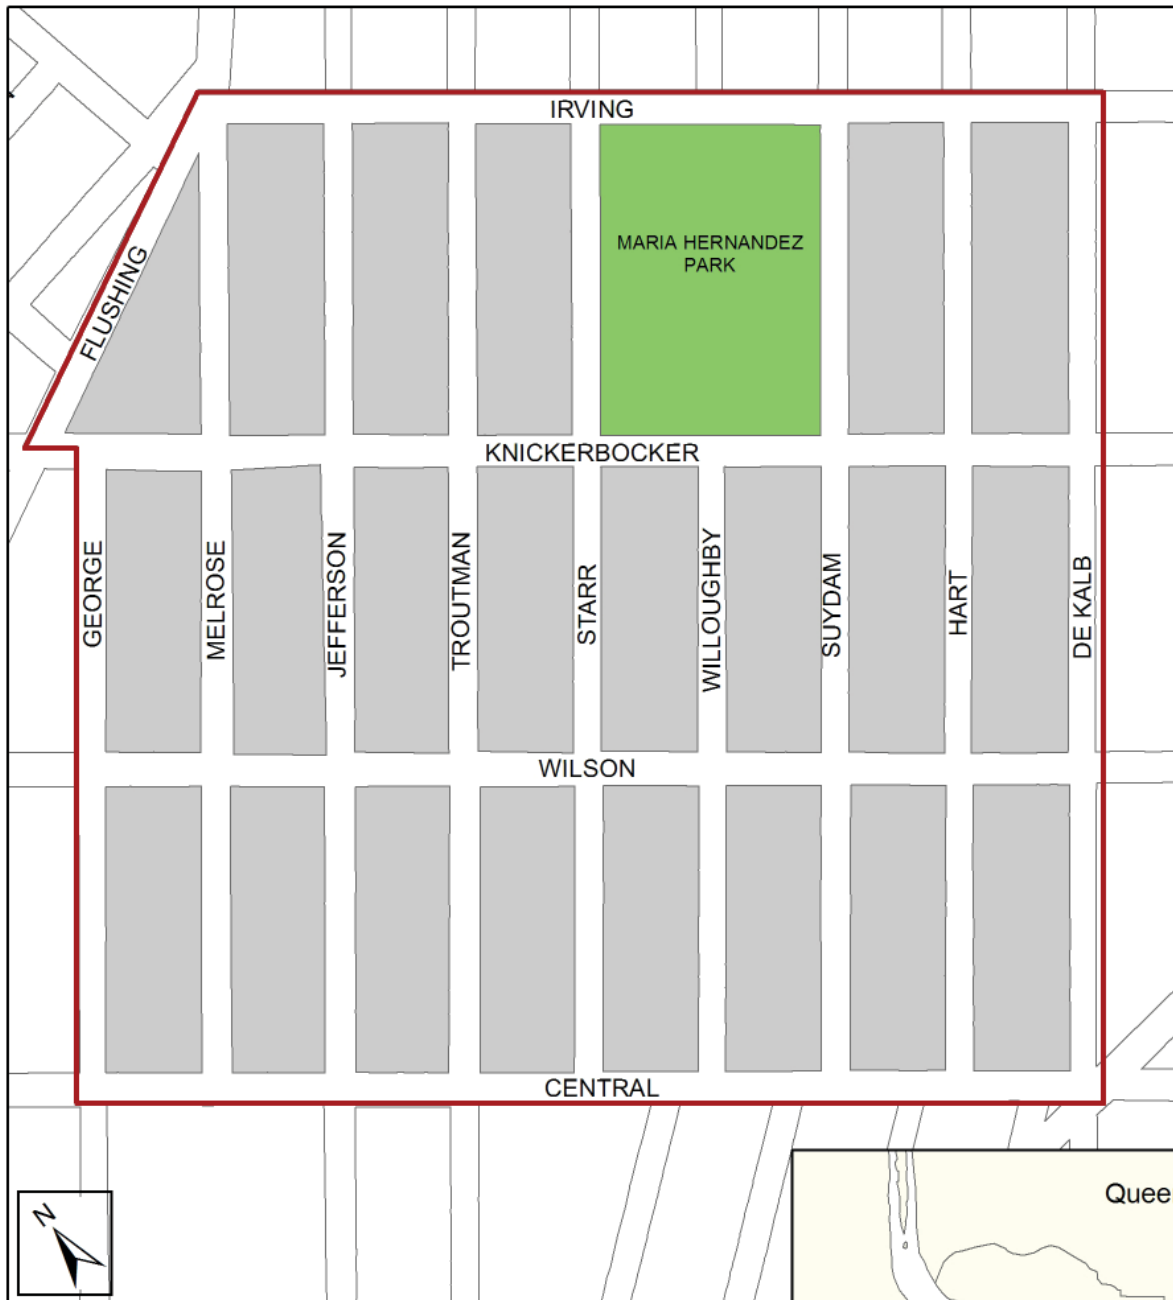 IRVING
MARIA HERNANDEZ
PARK
FLUSHING
KNICKERBOCKER
GEORGE
MELROSE
JEFFERSON
TROUTMAN
STARR
WILLOUGHBY
SUYDAM
HART
DE KALB
WILSON
CENTRAL
N
Quee